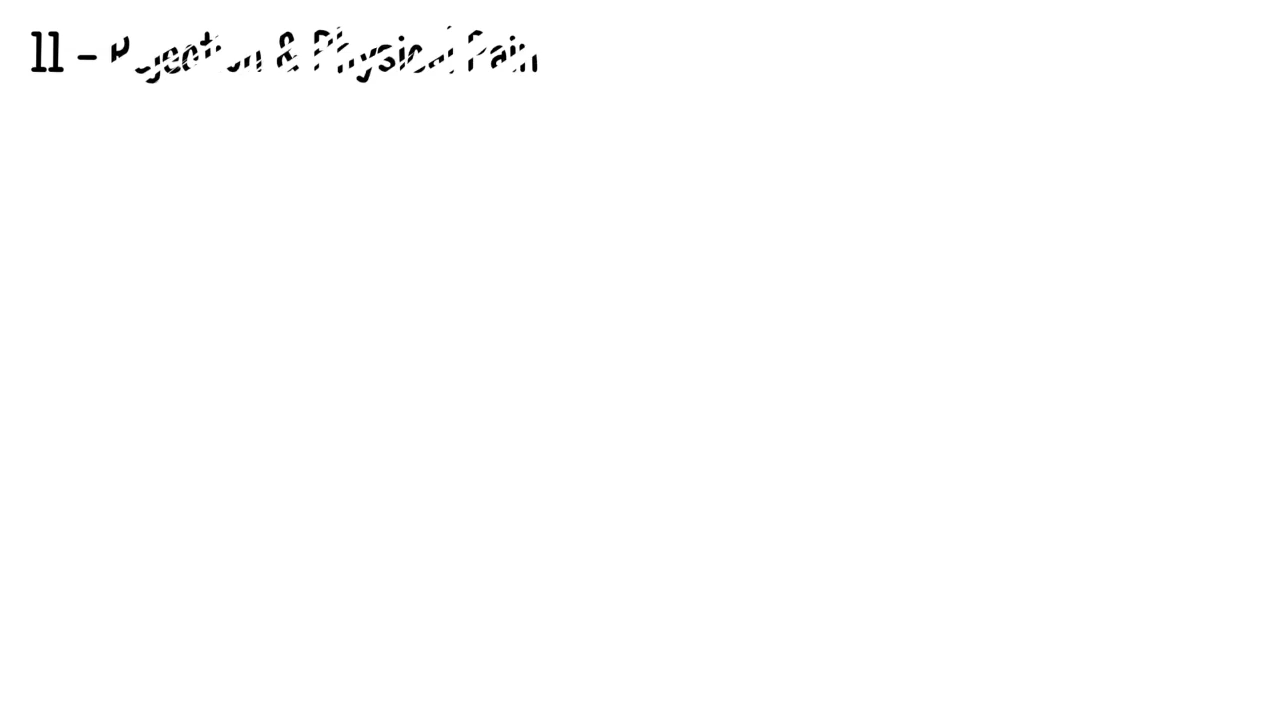 11 – Rejection & Physical Pain